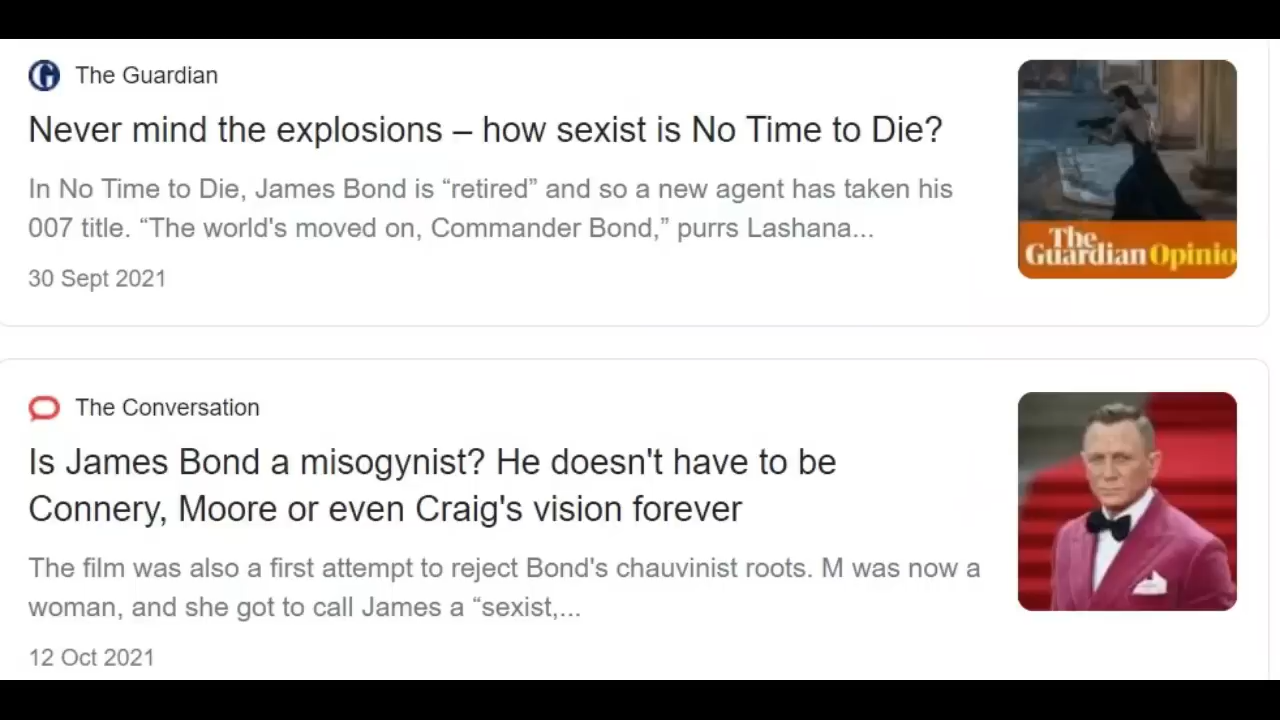 The Guardian
Never mind the explosions – how sexist is No Time to Die?
In No Time to Die, James Bond is “retired” and so a new agent has taken his
007 title. “The world's moved on, Commander Bond,” purrs Lashana...
30 Sept 2021
The
Guardian Opinio
The Conversation
Is James Bond a misogynist? He doesn't have to be
Connery, Moore or even Craig's vision forever
The film was also a first attempt to reject Bond's chauvinist roots. M was now a
woman, and she got to call James a “sexist,...
12 Oct 2021